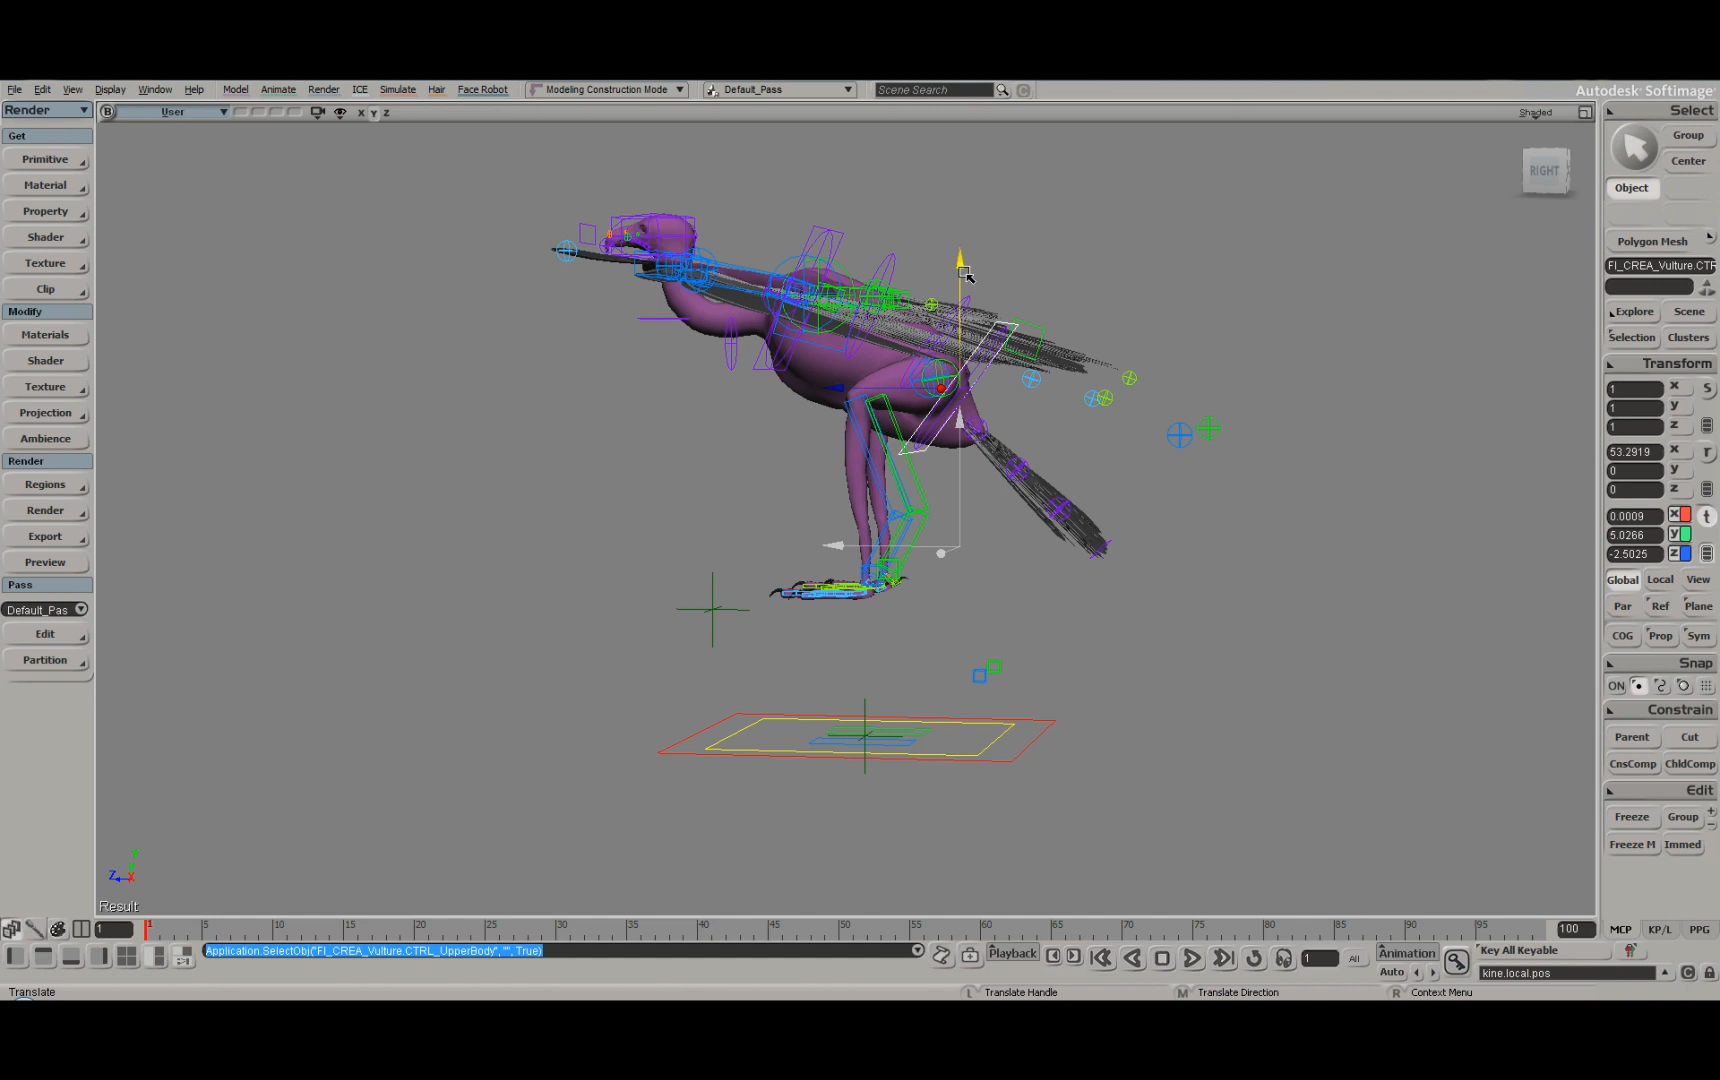 File Edit View Display Window Help Model Animate Render ICE Simulate Hair Face Robot Modeling Construction Mode Default_Pass Scene Search C Autodesk® Softimage®
Render B User x y z Shaded Select
Get
Primitive
Material
Property
Shader
Texture
Clip
Modify
Materials
Shader
Texture
Projection
Ambience
Render
Regions
Render
Export
Preview
Pass
Default_Pas
Edit
Partition
RIGHT
Y
Z X
Result
Group
Center
Object
Polygon Mesh
FI_CREA_Vulture.CTR
Explore Scene
Selection Clusters
Transform
1 x s
1 y
1 z
53.2919 x r
0 y
0 z
0.0009 x t
5.0266 y
-2.5025 z
Global Local View
Par Ref Plane
COG Prop Sym
Snap
ON
Constrain
Parent Cut
CnsComp ChldComp
Edit
Freeze Group + -
Freeze M Immed
1 1 5 10 15 20 25 30 35 40 45 50 55 60 65 70 75 80 85 90 95 100 MCP KP/L PPG
Application.SelectObj("FI_CREA_Vulture.CTRL_UpperBody", "", True) Playback 1 All Animation Key All Keyable
Auto kine.local.pos C
Translate L Translate Handle M Translate Direction R Context Menu